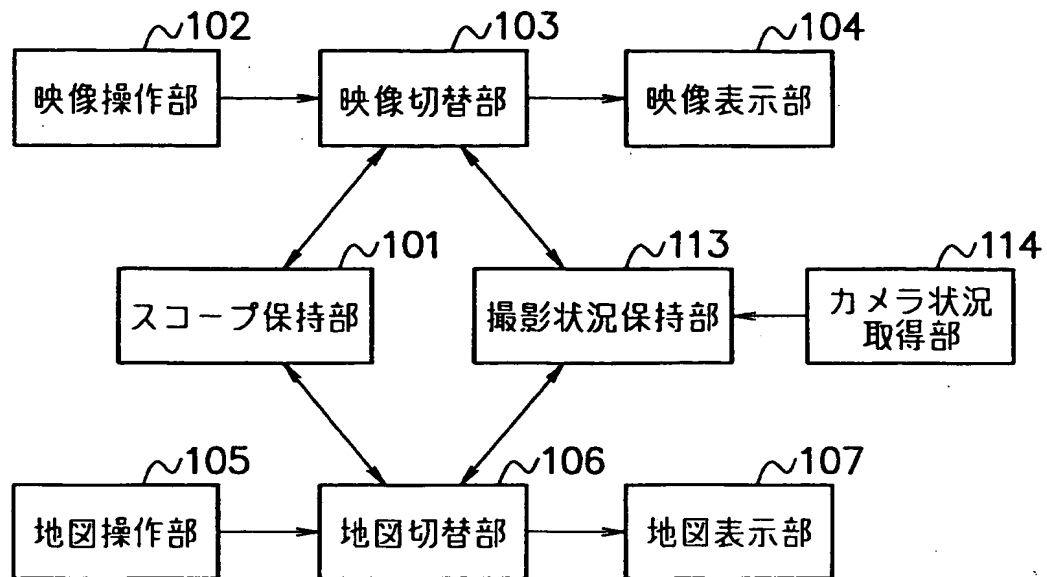 102
103
104
映像操作部
映像切替部
映像表示部
101
113
114
スコープ保持部
撮影状況保持部
カメラ状況
取得部
105
106
107
地図操作部
地図切替部
地図表示部